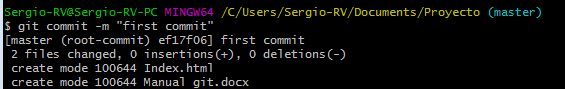 Sergio-RV@Sergio-RV-PC MINGW64 /C/Users/Sergio-RV/Documents/Proyecto (master)
$ git commit -m "first commit"
[master (root-commit) ef17f06] first commit
 2 files changed, 0 insertions(+), 0 deletions(-)
 create mode 100644 Index.html
 create mode 100644 Manual git.docx